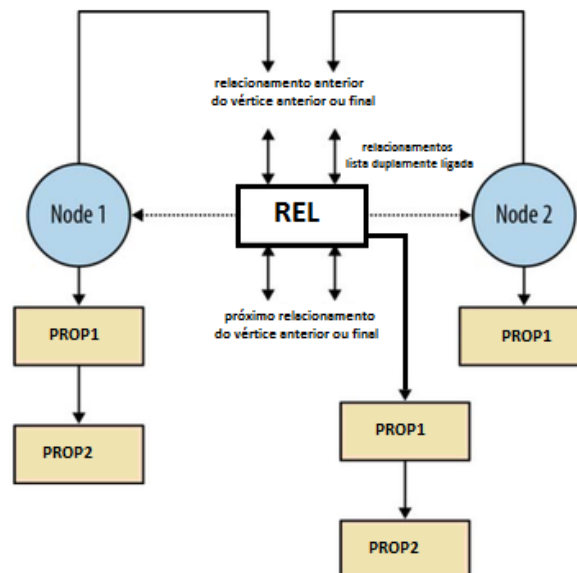 relacionamento anterior
do vértice anterior ou final
relacionamentos
lista duplamente ligada
Node 1
REL
Node 2
próximo relacionamento
do vértice anterior ou final
PROP1
PROP1
PROP2
PROP1
PROP2